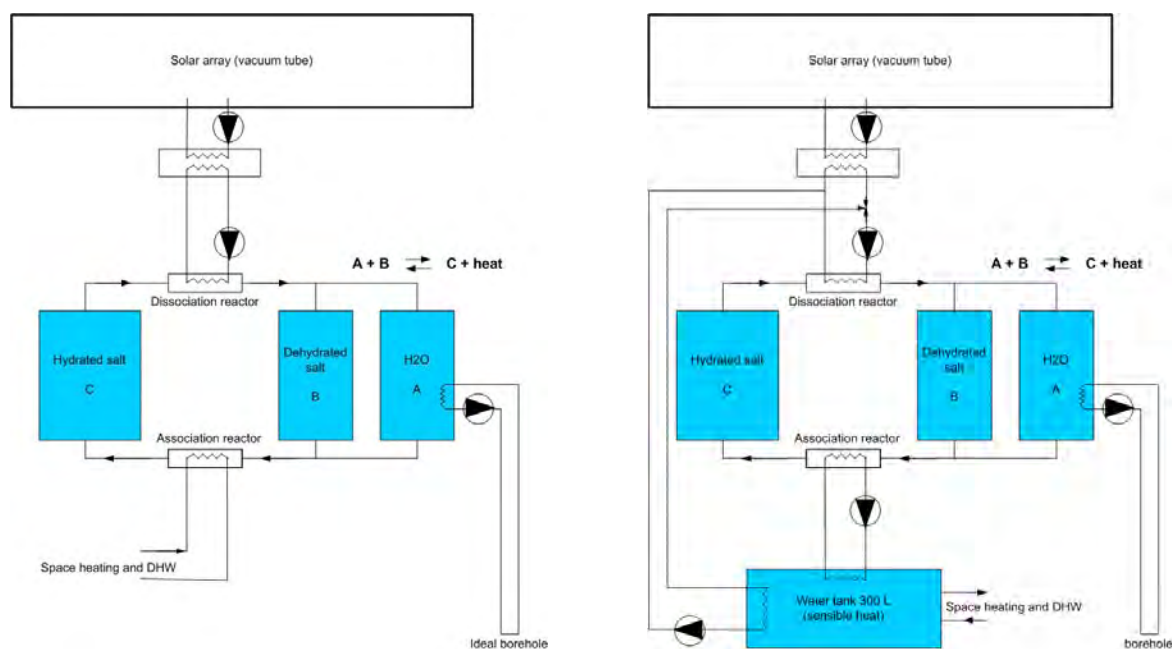 Solar array (vacuum tube)
A + B
C + heat
Dissociation reactor
Hydrated salt
C
Dehydrated
salt
B
H2O
A
Association reactor
Space heating and DHW
Ideal borehole
Solar array (vacuum tube)
A + B
C + heat
Dissociation reactor
Hydrated salt
C
Dehydrated
salt
B
H2O
A
Association reactor
Water tank 300 L
(sensible heat)
Space heating and DHW
borehole